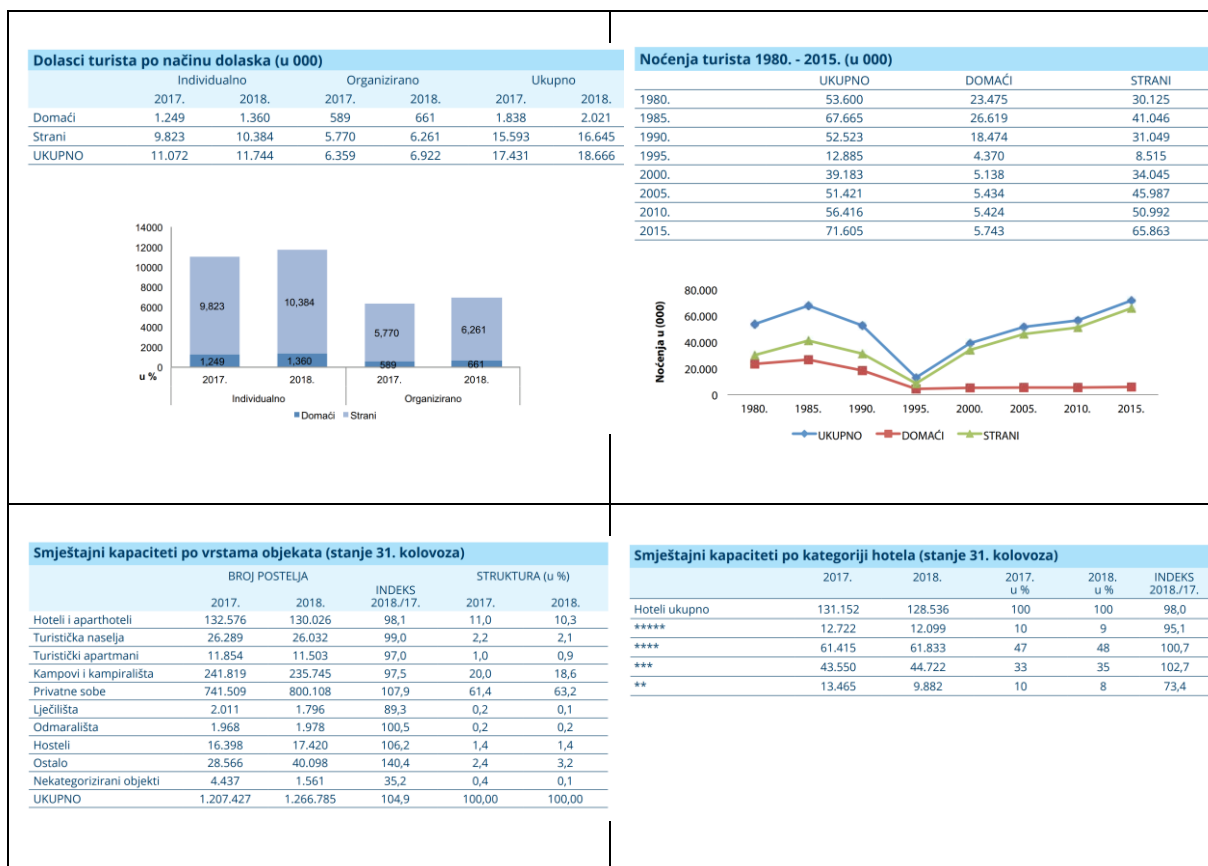 Dolasci turista po načinu dolaska (u 000)
Individualno Organizirano Ukupno
2017. 2018. 2017. 2018. 2017. 2018.
Domaći 1.249 1.360 589 661 1.838 2.021
Strani 9.823 10.384 5.770 6.261 15.593 16.645
UKUPNO 11.072 11.744 6.359 6.922 17.431 18.666
14000
12000
10000
8000
6000
4000
2000
0
u %
9,823 10,384 5,770 6,261
1,249 1,360 589 661
2017. 2018. 2017. 2018.
Individualno Organizirano
Domaći Strani
Noćenja turista 1980. - 2015. (u 000)
UKUPNO DOMAĆI STRANI
1980. 53.600 23.475 30.125
1985. 67.665 26.619 41.046
1990. 52.523 18.474 31.049
1995. 12.885 4.370 8.515
2000. 39.183 5.138 34.045
2005. 51.421 5.434 45.987
2010. 56.416 5.424 50.992
2015. 71.605 5.743 65.863
Noćenja u (000)
80.000
60.000
40.000
20.000
0
1980. 1985. 1990. 1995. 2000. 2005. 2010. 2015.
UKUPNO DOMAĆI STRANI
Smještajni kapaciteti po vrstama objekata (stanje 31. kolovoza)
BROJ POSTELJA INDEKS STRUKTURA (u %)
2017. 2018. 2018./17. 2017. 2018.
Hoteli i aparthoteli 132.576 130.026 98,1 11,0 10,3
Turistička naselja 26.289 26.032 99,0 2,2 2,1
Turistički apartmani 11.854 11.503 97,0 1,0 0,9
Kampovi i kampirališta 241.819 235.745 97,5 20,0 18,6
Privatne sobe 741.509 800.108 107,9 61,4 63,2
Lječilišta 2.011 1.796 89,3 0,2 0,1
Odmarališta 1.968 1.978 100,5 0,2 0,2
Hosteli 16.398 17.420 106,2 1,4 1,4
Ostalo 28.566 40.098 140,4 2,4 3,2
Nekategorizirani objekti 4.437 1.561 35,2 0,4 0,1
UKUPNO 1.207.427 1.266.785 104,9 100,00 100,00
Smještajni kapaciteti po kategoriji hotela (stanje 31. kolovoza)
2017. 2018. 2017. 2018. INDEKS
u % u % 2018./17.
Hoteli ukupno 131.152 128.536 100 100 98,0
***** 12.722 12.099 10 9 95,1
**** 61.415 61.833 47 48 100,7
*** 43.550 44.722 33 35 102,7
** 13.465 9.882 10 8 73,4